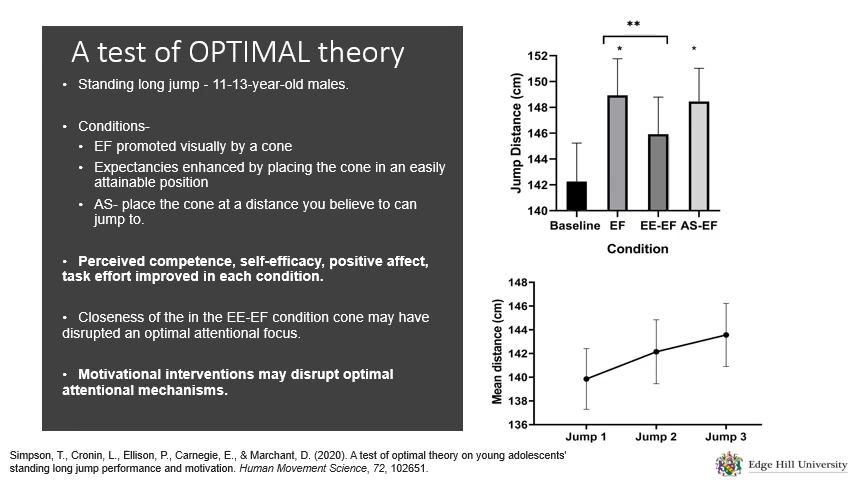 A test of OPTIMAL theory
• Standing long jump - 11-13-year-old males.
• Conditions-
• EF promoted visually by a cone
• Expectancies enhanced by placing the cone in an easily
attainable position
• AS- place the cone at a distance you believe to can
jump to.
• Perceived competence, self-efficacy, positive affect,
task effort improved in each condition.
• Closeness of the in the EE-EF condition cone may have
disrupted an optimal attentional focus.
• Motivational interventions may disrupt optimal
attentional mechanisms.
**
* *
152
150
148
146
144
142
140
Jump Distance (cm)
Baseline EF EE-EF AS-EF
Condition
148
146
144
142
140
138
136
Mean distance (cm)
Jump 1 Jump 2 Jump 3
Simpson, T., Cronin, L., Ellison, P., Carnegie, E., & Marchant, D. (2020). A test of optimal theory on young adolescents'
standing long jump performance and motivation. Human Movement Science, 72, 102651.
Edge Hill University